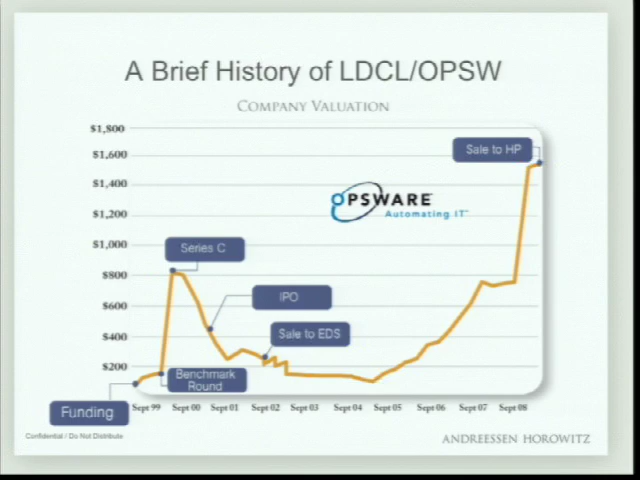 A Brief History of LDCL/OPSW
COMPANY VALUATION
$1,800
$1,600
$1,400
$1,200
$1,000
$800
$600
$400
$200
Sale to HP
OPSWARE
Automating IT™
Series C
IPO
Sale to EDS
Benchmark
Round
Funding
Sept 99 Sept 00 Sept 01 Sept 02 Sept 03 Sept 04 Sept 05 Sept 06 Sept 07 Sept 08
Confidential / Do Not Distribute
ANDREESSEN HOROWITZ